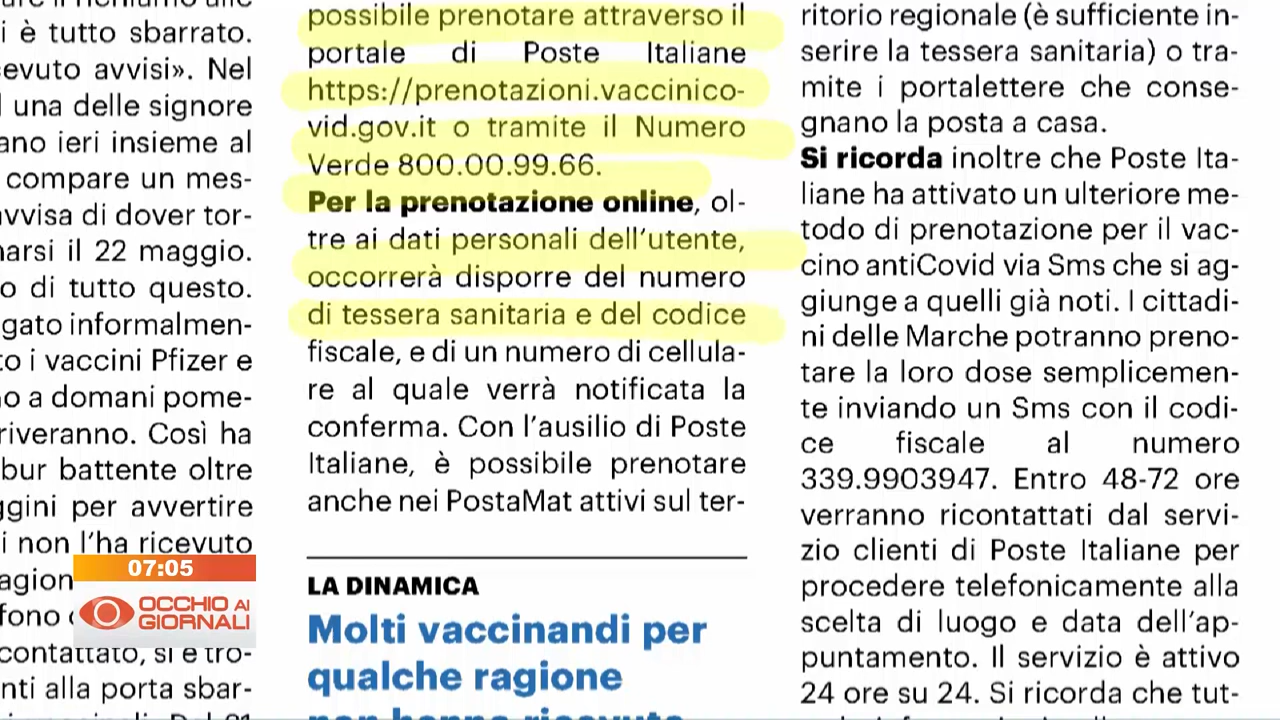 i è tutto sbarrato.
evuto avvisi». Nel
una delle signore
ano ieri insieme al
compare un mes-
avvisa di dover tor-
arsi il 22 maggio.
o di tutto questo.
gato informalmen-
to i vaccini Pfizer e
o a domani pome-
riveranno. Così ha
bur battente oltre
ggini per avvertire
i non l'ha ricevuto
agion
fono
contattato, si è tro-
nti alla porta sbar-
possibile prenotare attraverso il
portale di Poste Italiane
https://prenotazioni.vaccinico-
vid.gov.it o tramite il Numero
Verde 800.00.99.66.
Per la prenotazione online, ol-
tre ai dati personali dell'utente,
occorrerà disporre del numero
di tessera sanitaria e del codice
fiscale, e di un numero di cellula-
re al quale verrà notificata la
conferma. Con l'ausilio di Poste
Italiane, è possibile prenotare
anche nei PostaMat attivi sul ter-
LA DINAMICA
Molti vaccinandi per
qualche ragione
ritorio regionale (è sufficiente in-
serire la tessera sanitaria) o tra-
mite i portalettere che conse-
gnano la posta a casa.
Si ricorda inoltre che Poste Ita-
liane ha attivato un ulteriore me-
todo di prenotazione per il vac-
cino antiCovid via Sms che si ag-
giunge a quelli già noti. I cittadi-
ni delle Marche potranno preno-
tare la loro dose semplicemen-
te inviando un Sms con il codi-
ce fiscale al numero
339.9903947. Entro 48-72 ore
verranno ricontattati dal servi-
zio clienti di Poste Italiane per
procedere telefonicamente alla
scelta di luogo e data dell'ap-
puntamento. Il servizio è attivo
24 ore su 24. Si ricorda che tut-
07:05
OCCHIO AI
GIORNALI